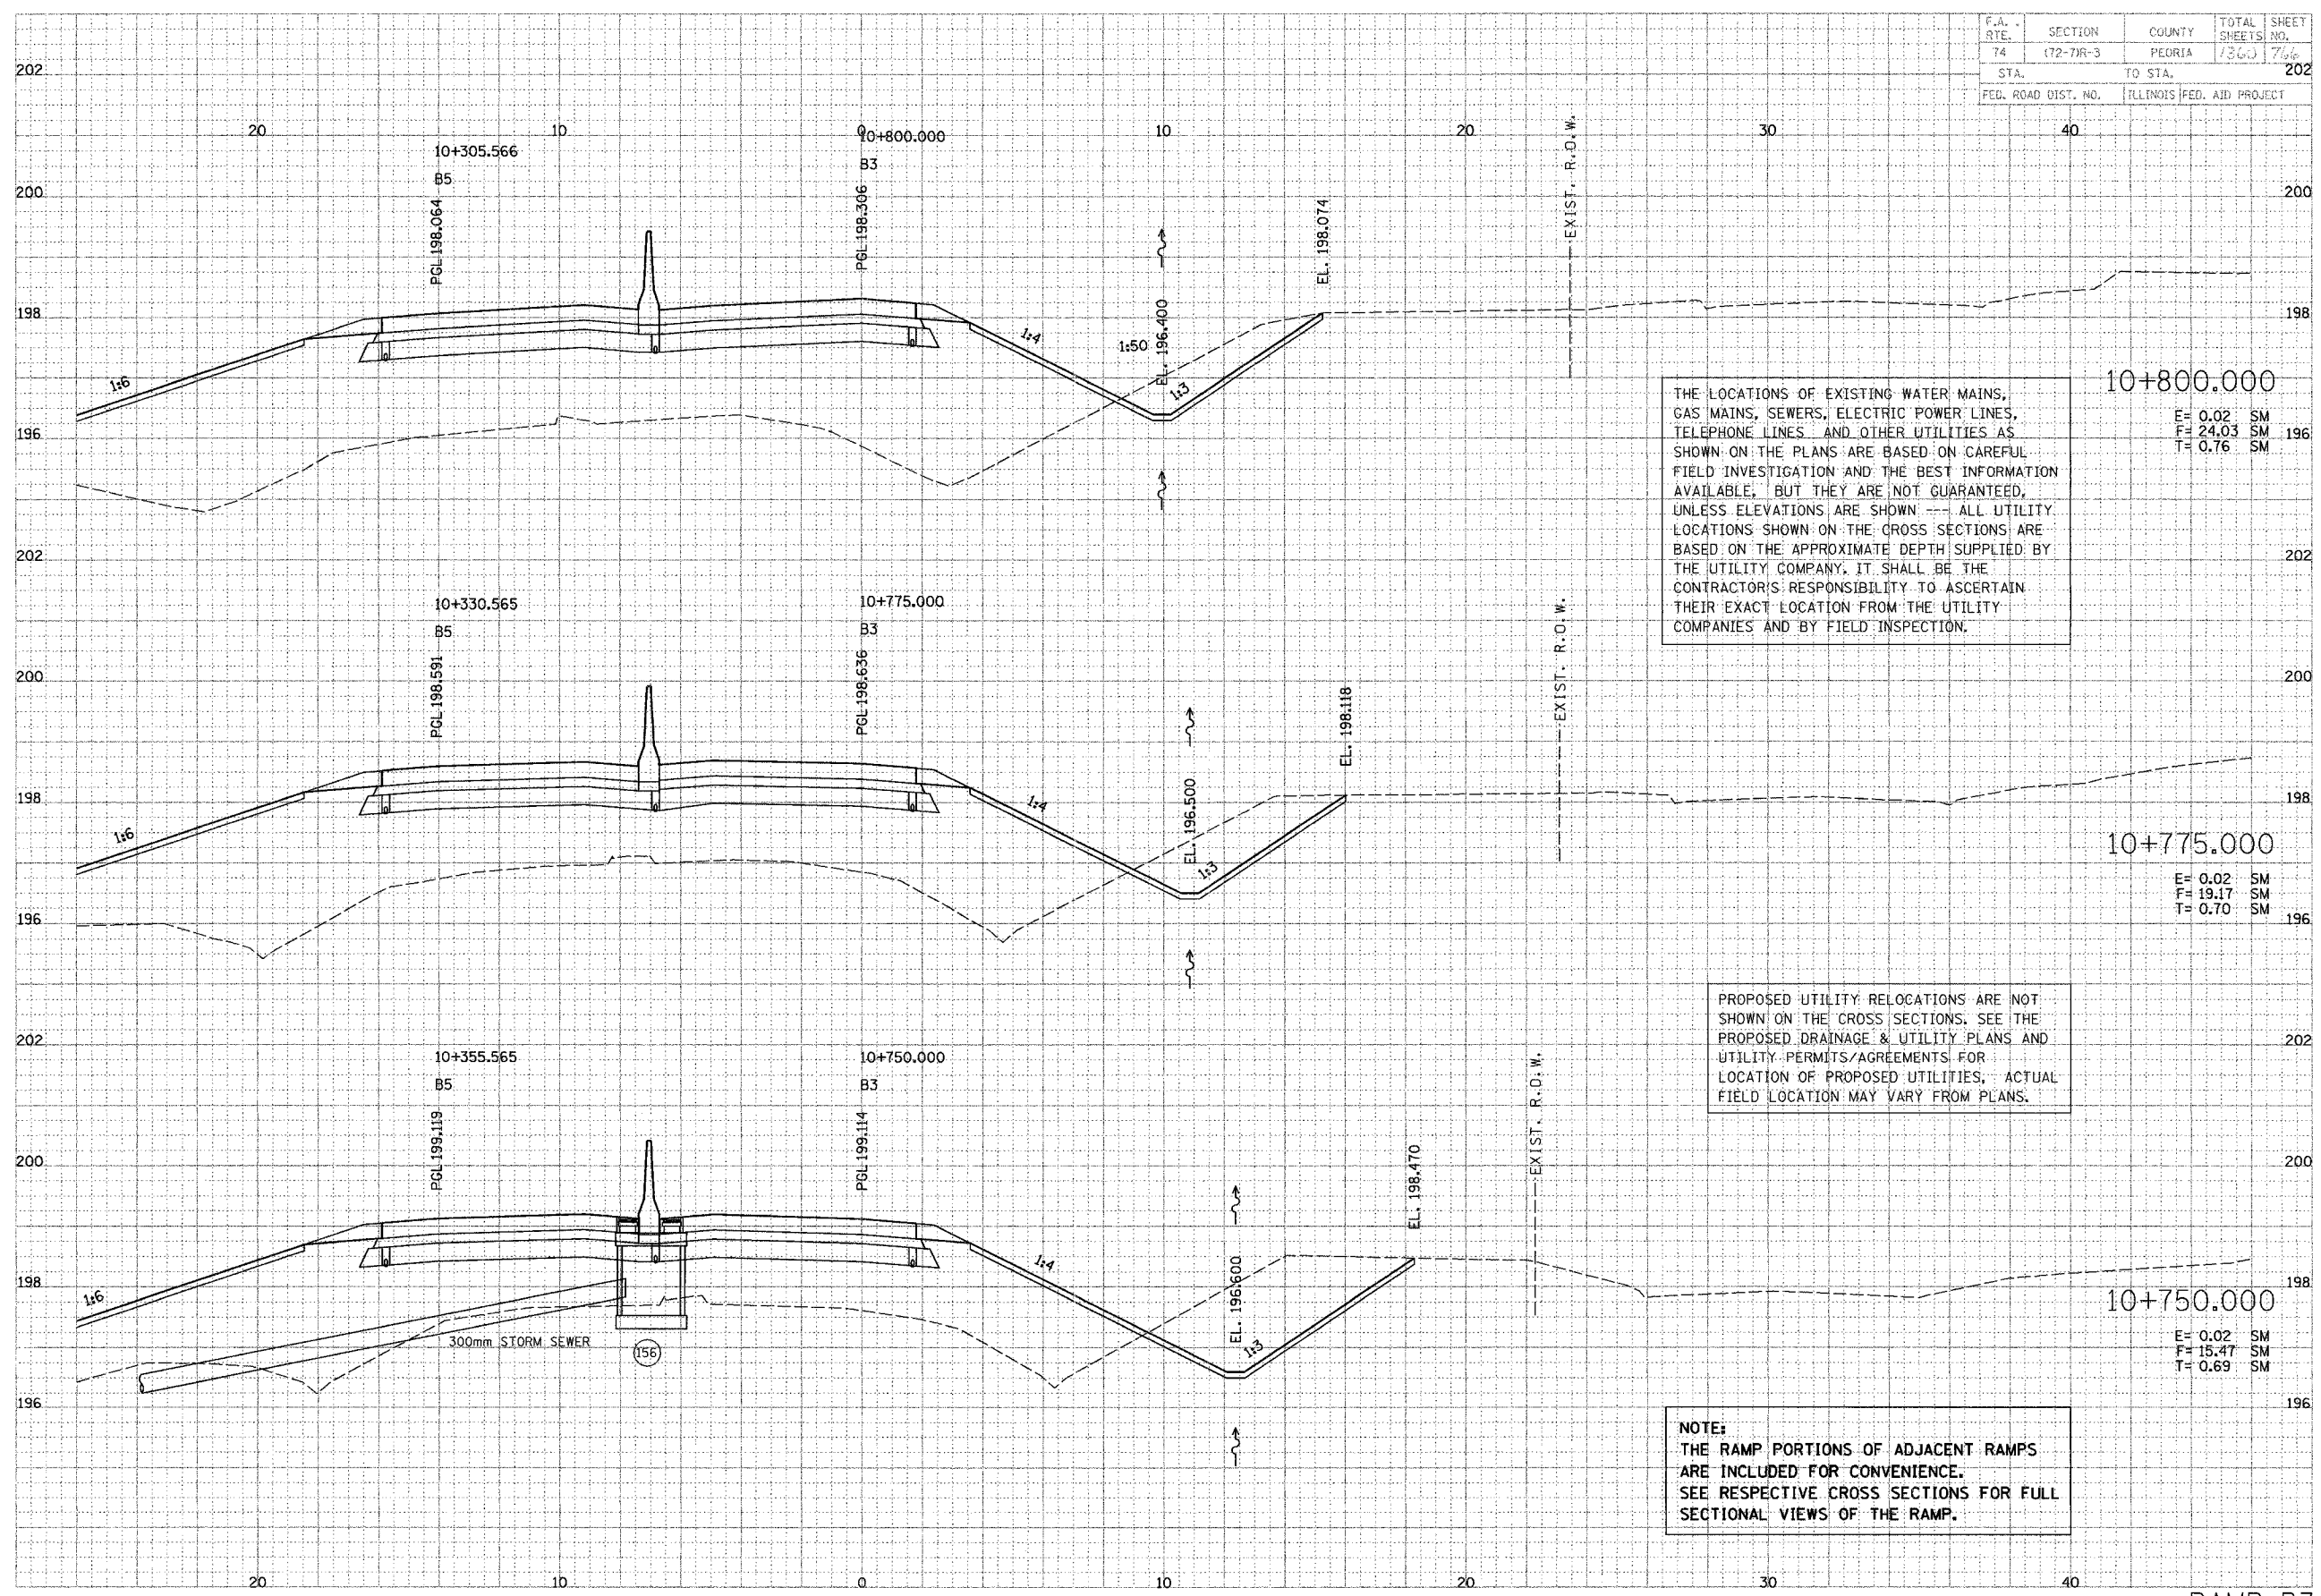 F.A. RTE. SECTION COUNTY TOTAL SHEETS SHEET NO.
74 (72-7)R-3 PEORIA 1360 766
STA. TO STA.
FED. ROAD DIST. NO. ILLINOIS FED. AID PROJECT
202 202
20 10 0 10 20 30 40
10+305.566 10+800.000
B5 B3
PGL 198.064 PGL 198.306 EL. 198.074 EXIST. R.O.W.
200 200
198 198
1:6 1:4 1:50 EL. 196.400 1:3
10+800.000
E= 0.02 SM
F= 24.03 SM
T= 0.76 SM
196 196
THE LOCATIONS OF EXISTING WATER MAINS,
GAS MAINS, SEWERS, ELECTRIC POWER LINES,
TELEPHONE LINES AND OTHER UTILITIES AS
SHOWN ON THE PLANS ARE BASED ON CAREFUL
FIELD INVESTIGATION AND THE BEST INFORMATION
AVAILABLE, BUT THEY ARE NOT GUARANTEED.
UNLESS ELEVATIONS ARE SHOWN --- ALL UTILITY
LOCATIONS SHOWN ON THE CROSS SECTIONS ARE
BASED ON THE APPROXIMATE DEPTH SUPPLIED BY
THE UTILITY COMPANY. IT SHALL BE THE
CONTRACTOR'S RESPONSIBILITY TO ASCERTAIN
THEIR EXACT LOCATION FROM THE UTILITY
COMPANIES AND BY FIELD INSPECTION.
202 202
10+330.565 10+775.000
B5 B3
PGL 198.591 PGL 198.636 EL. 198.118 EXIST. R.O.W.
200 200
198 198
1:6 1:4 EL. 196.500 1:3
10+775.000
E= 0.02 SM
F= 19.17 SM
T= 0.70 SM
196 196
PROPOSED UTILITY RELOCATIONS ARE NOT
SHOWN ON THE CROSS SECTIONS. SEE THE
PROPOSED DRAINAGE & UTILITY PLANS AND
UTILITY PERMITS/AGREEMENTS FOR
LOCATION OF PROPOSED UTILITIES. ACTUAL
FIELD LOCATION MAY VARY FROM PLANS.
202 202
10+355.565 10+750.000
B5 B3
PGL 199.119 PGL 199.114 EL. 198.470 EXIST. R.O.W.
200 200
198 198
1:6 1:4 EL. 196.600 1:3
300mm STORM SEWER 156
10+750.000
E= 0.02 SM
F= 15.47 SM
T= 0.69 SM
196 196
NOTE:
THE RAMP PORTIONS OF ADJACENT RAMPS
ARE INCLUDED FOR CONVENIENCE.
SEE RESPECTIVE CROSS SECTIONS FOR FULL
SECTIONAL VIEWS OF THE RAMP.
20 10 0 10 20 30 40